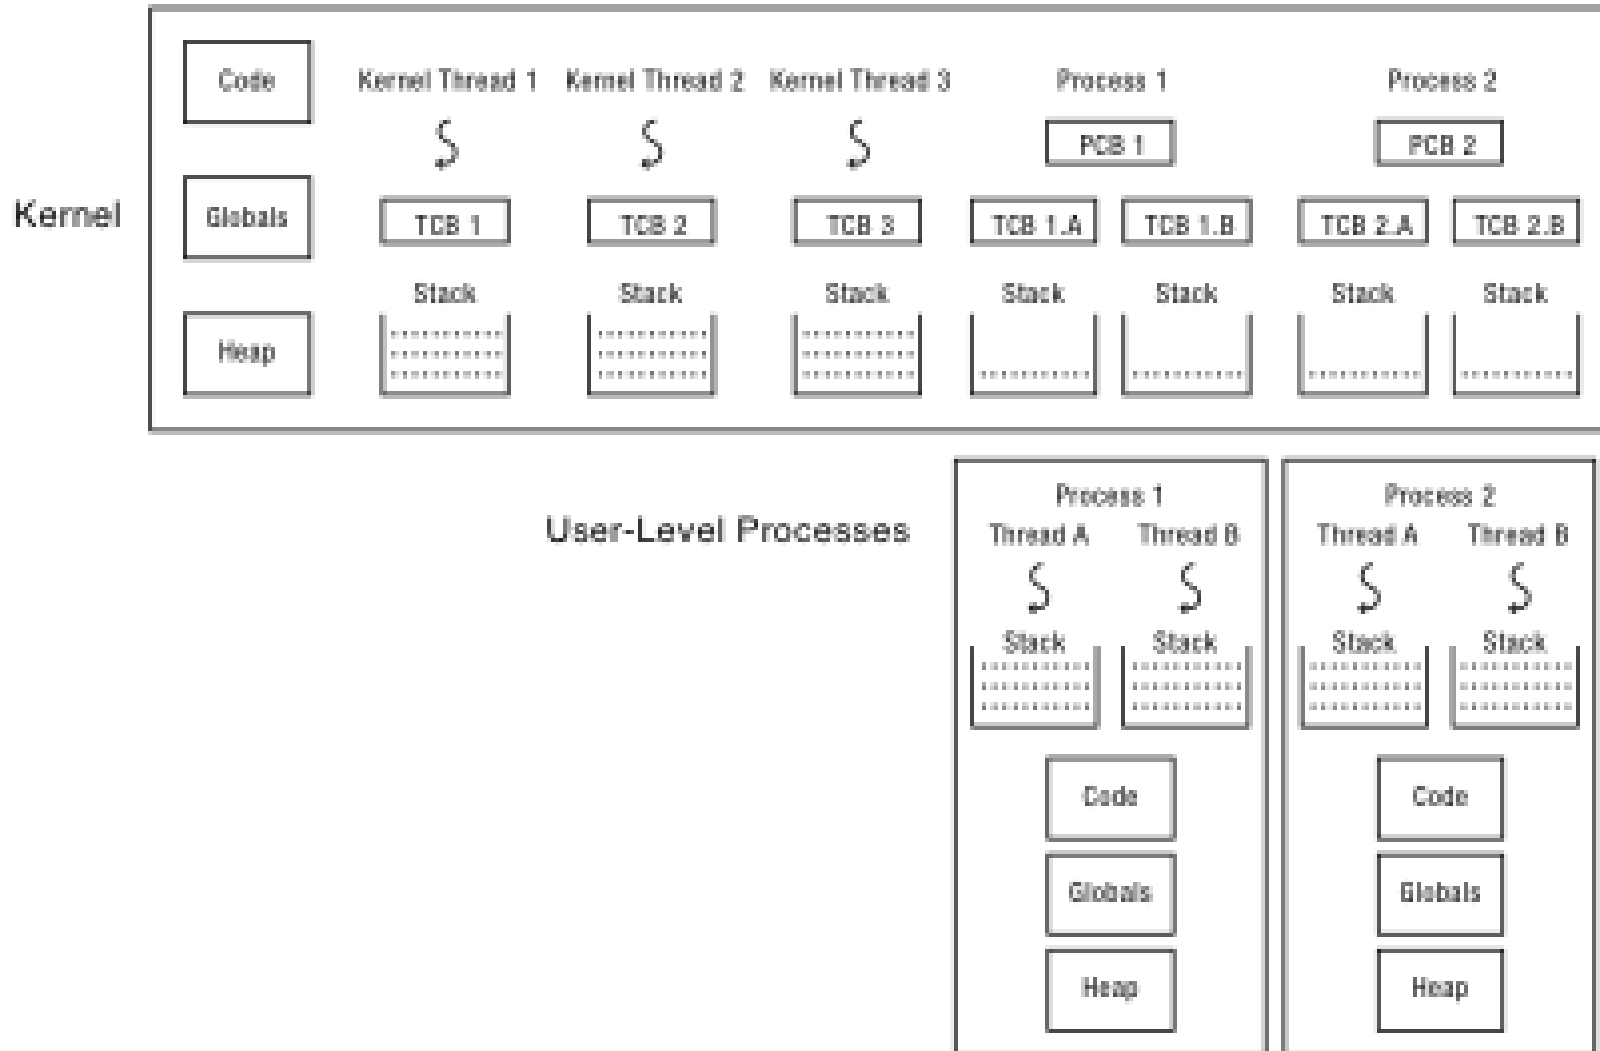 Code
Kernel Thread 1 Kernel Thread 2 Kernel Thread 3 Process 1 Process 2
PCB 1 PCB 2
Kernel
Globals TCB 1 TCB 2 TCB 3 TCB 1.A TCB 1.B TCB 2.A TCB 2.B
Stack Stack Stack Stack Stack Stack Stack
Heap
User-Level Processes
Process 1 Process 2
Thread A Thread B Thread A Thread B
Stack Stack Stack Stack
Code Code
Globals Globals
Heap Heap